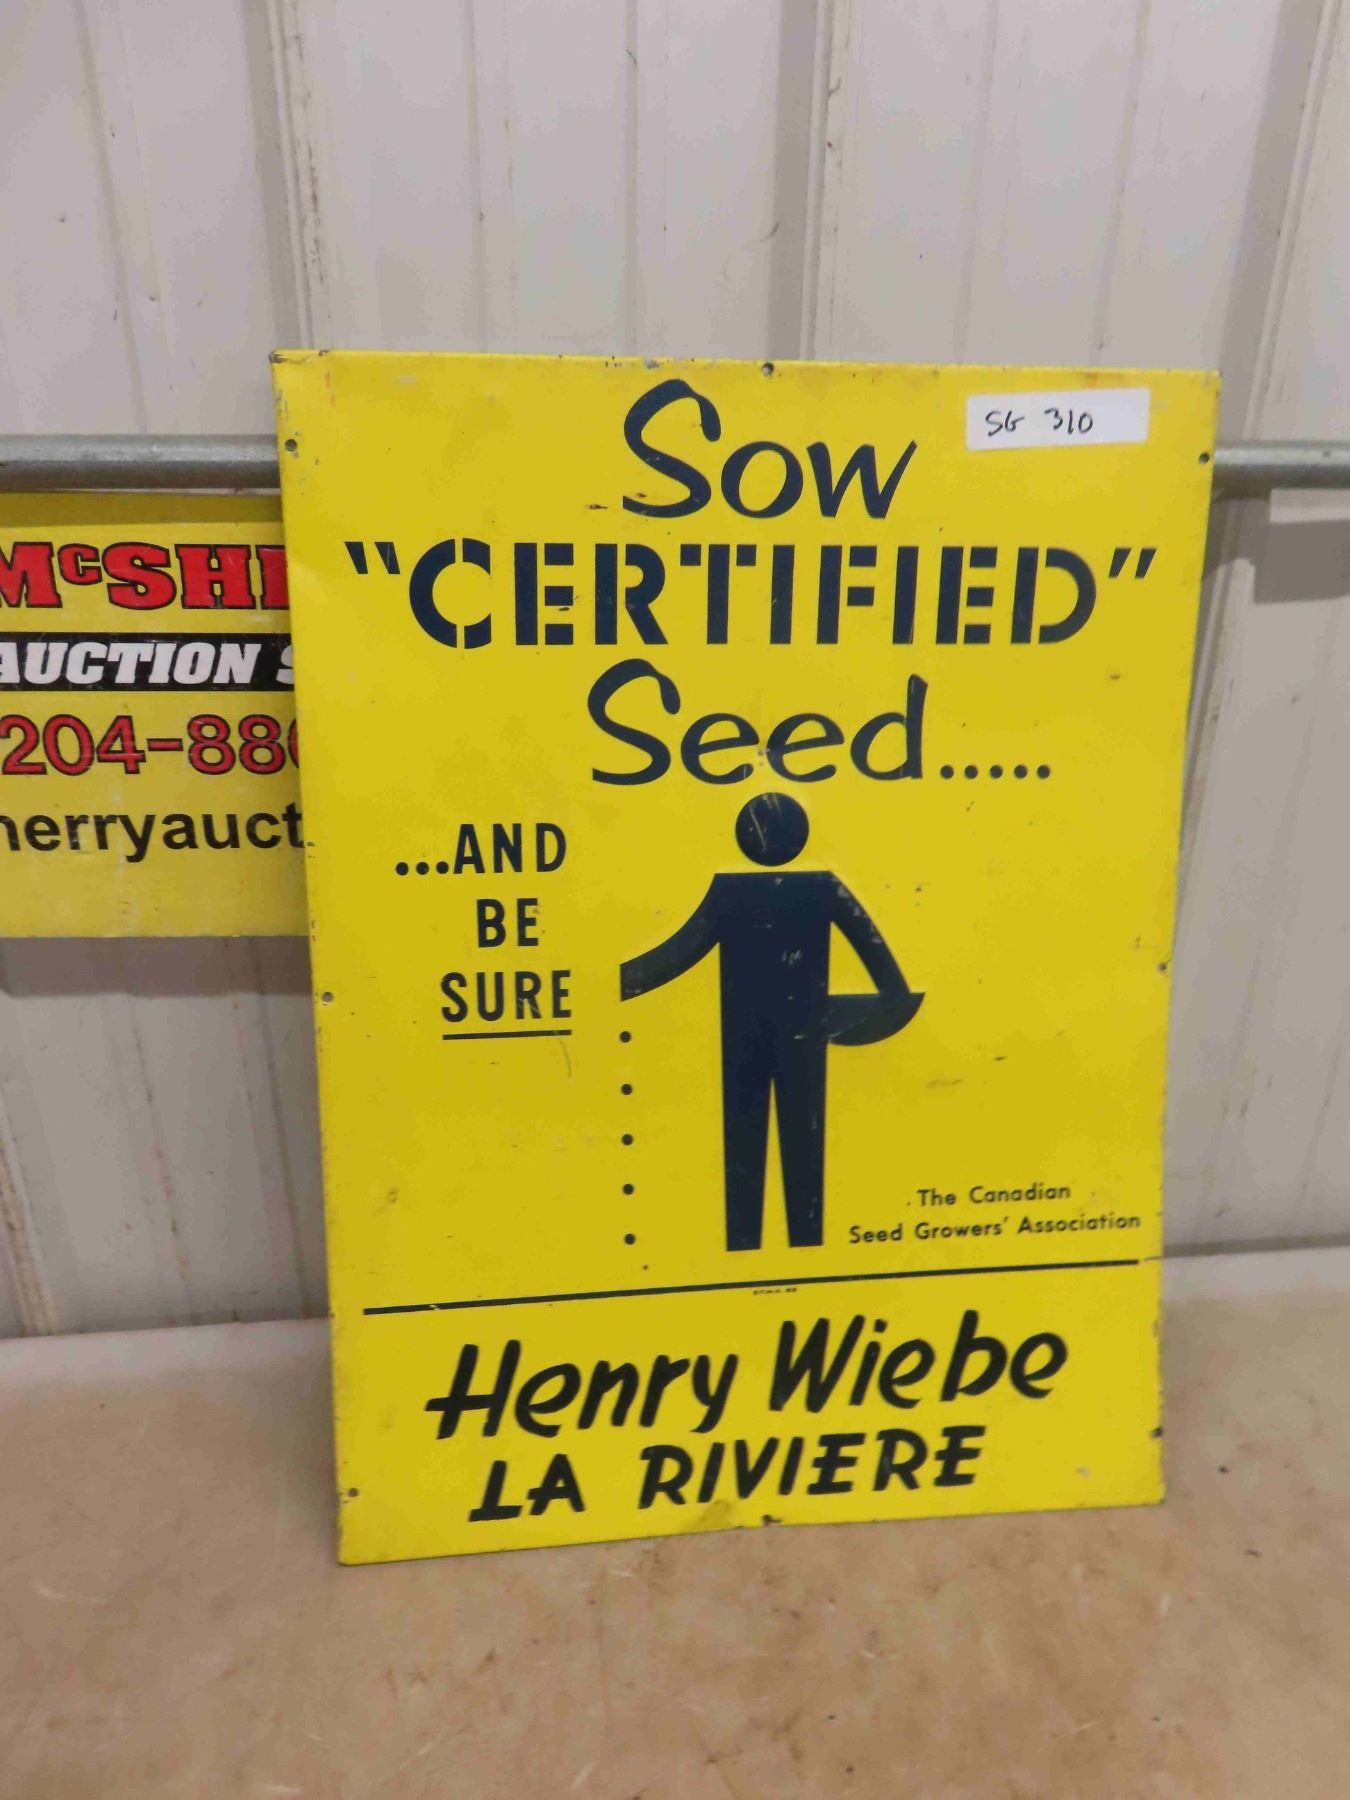 SG 310
Sow
"CERTIFIED"
Seed.....
...AND
BE
SURE
The Canadian
Seed Growers' Association
Henry Wiebe
LA RIVIERE
McSHE
AUCTION S
204-886
herryauct